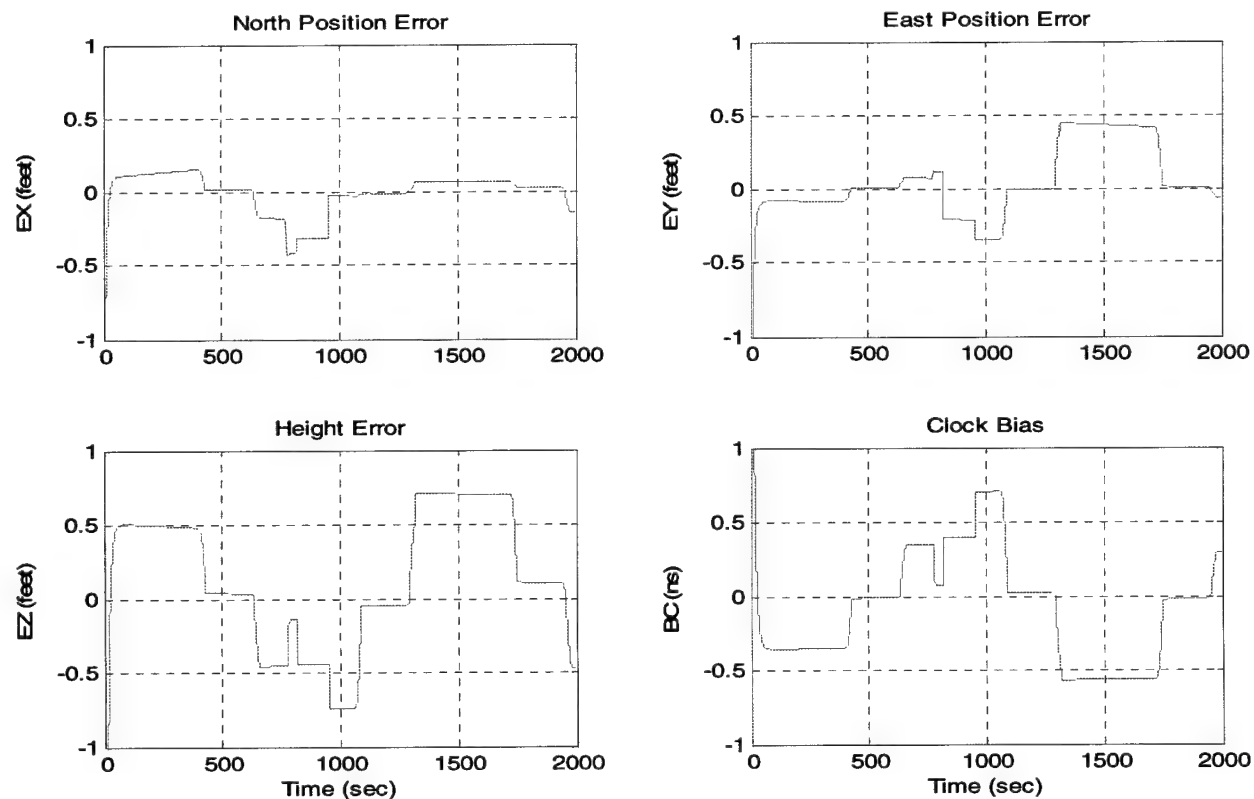 North Position Error
1
0.5
0
-0.5
-1
EX (feet)
0 500 1000 1500 2000
East Position Error
1
0.5
0
-0.5
-1
EY (feet)
0 500 1000 1500 2000
Height Error
1
0.5
0
-0.5
-1
EZ (feet)
0 500 1000 1500 2000
Time (sec)
Clock Bias
1
0.5
0
-0.5
-1
BC (ns)
0 500 1000 1500 2000
Time (sec)